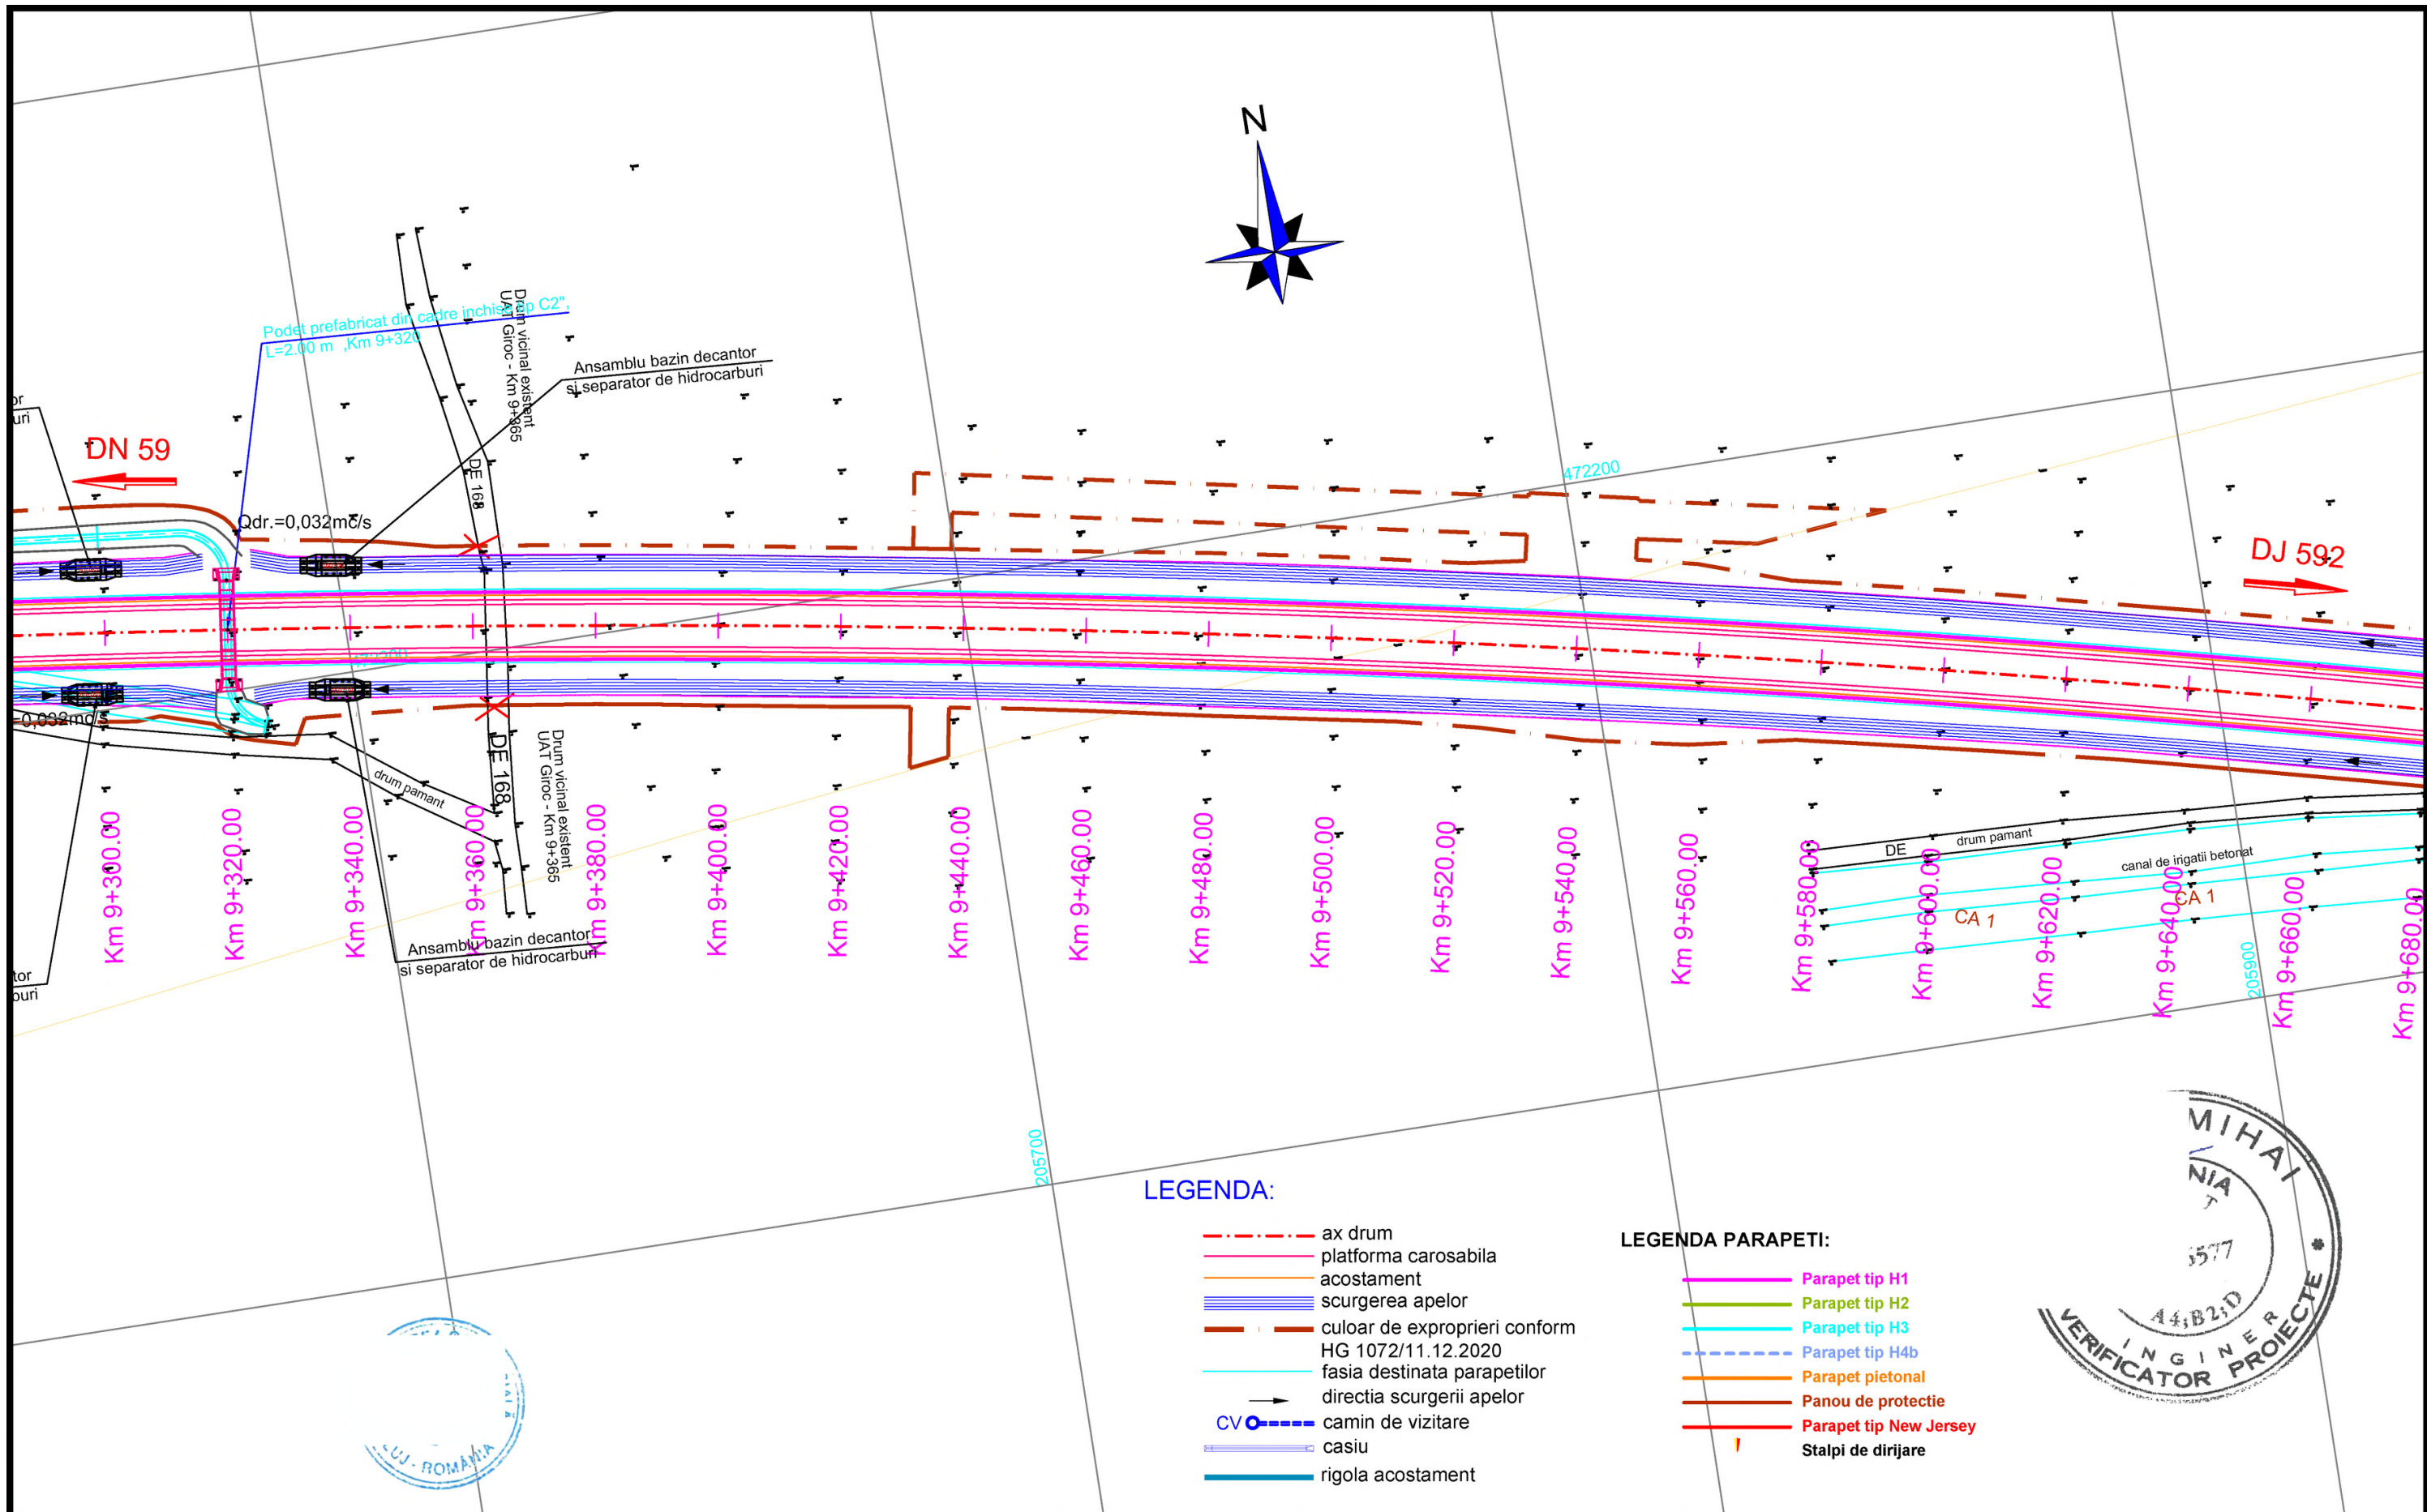 N
Podet prefabricat din cadre inchise tip C2",
L=2.00 m ,Km 9+320
Drum vicinal existent
UAT Giroc - Km 9+365
Ansamblu bazin decantor
si separator de hidrocarburi
or
uri
DN 59
DE 168
Qdr.=0,032mc/s
472200
DJ 592
472200
=0,032mc/s
DE 168
Drum vicinal existent
UAT Giroc - Km 9+365
drum pamant
Km 9+300.00
Km 9+320.00
Km 9+340.00
Km 9+360.00
Km 9+380.00
Km 9+400.00
Km 9+420.00
Km 9+440.00
Km 9+460.00
Km 9+480.00
Km 9+500.00
Km 9+520.00
Km 9+540.00
Km 9+560.00
Km 9+580.00
Km 9+600.00
Km 9+620.00
Km 9+640.00
Km 9+660.00
Km 9+680.00
DE
drum pamant
canal de irigatii betonat
CA 1
CA 1
Ansamblu bazin decantor
si separator de hidrocarburi
tor
buri
205900
205700
LEGENDA:
ax drum
platforma carosabila
acostament
scurgerea apelor
culoar de exproprieri conform
HG 1072/11.12.2020
fasia destinata parapetilor
directia scurgerii apelor
CV camin de vizitare
casiu
rigola acostament
LEGENDA PARAPETI:
Parapet tip H1
Parapet tip H2
Parapet tip H3
Parapet tip H4b
Parapet pietonal
Panou de protectie
Parapet tip New Jersey
Stalpi de dirijare
MIHAI
NIA
577
A4;B2;D
INGINER
VERIFICATOR PROIECTE
UJ - ROMÂNIA